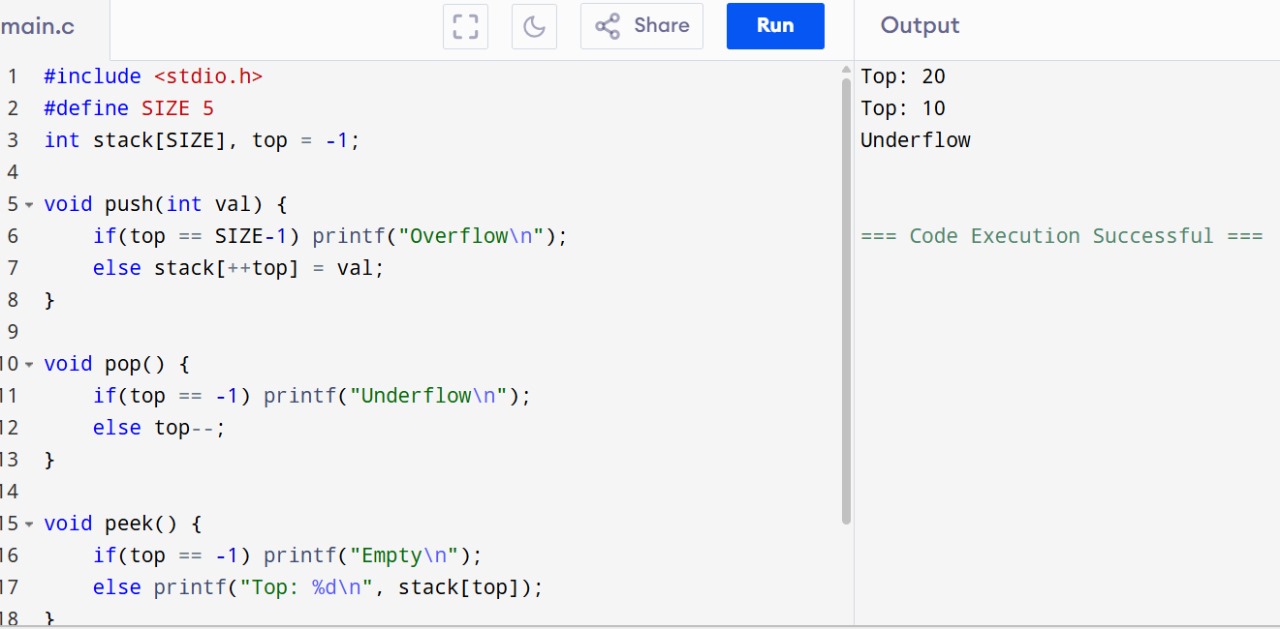 main.c
Share
Run
Output
1 #include <stdio.h>
2 #define SIZE 5
3 int stack[SIZE], top = -1;
4
5 void push(int val) {
6     if(top == SIZE-1) printf("Overflow\n");
7     else stack[++top] = val;
8 }
9
10 void pop() {
11     if(top == -1) printf("Underflow\n");
12     else top--;
13 }
14
15 void peek() {
16     if(top == -1) printf("Empty\n");
17     else printf("Top: %d\n", stack[top]);
18 }
Top: 20
Top: 10
Underflow
=== Code Execution Successful ===